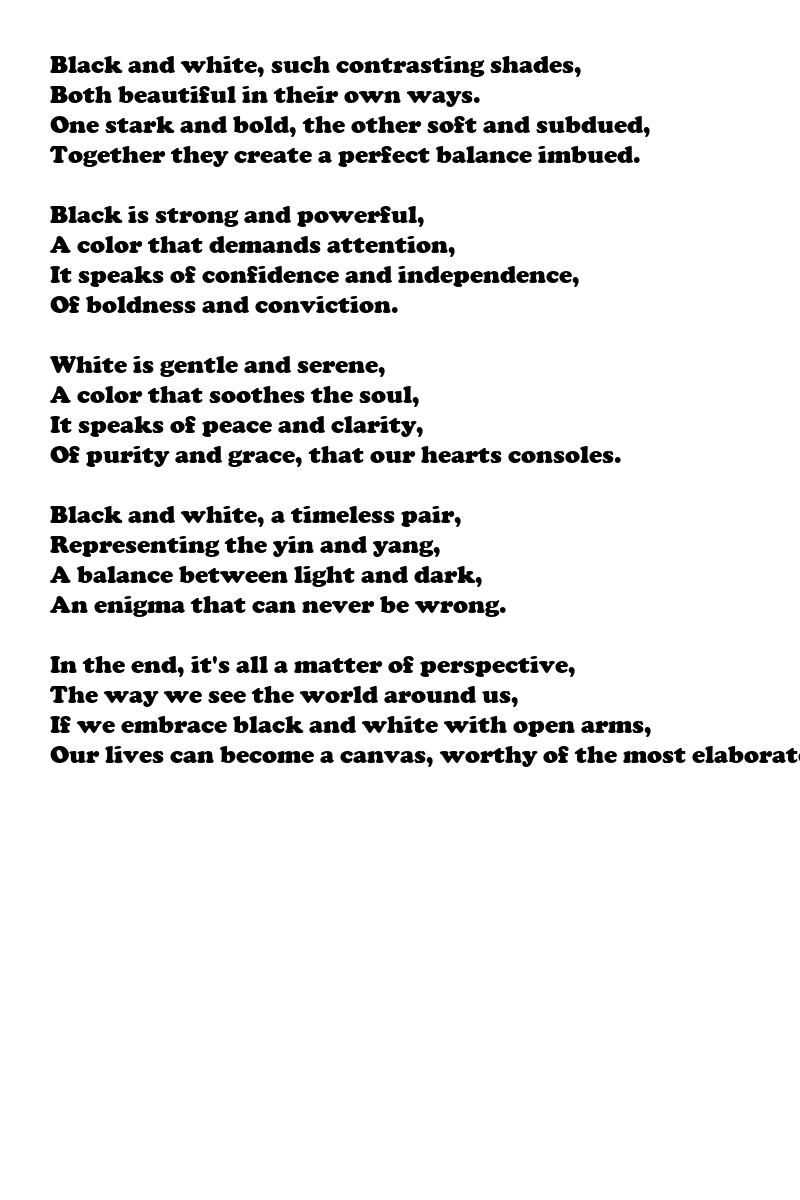 Black and white, such contrasting shades,
Both beautiful in their own ways.
One stark and bold, the other soft and subdued,
Together they create a perfect balance imbued.

Black is strong and powerful,
A color that demands attention,
It speaks of confidence and independence,
Of boldness and conviction.

White is gentle and serene,
A color that soothes the soul,
It speaks of peace and clarity,
Of purity and grace, that our hearts consoles.

Black and white, a timeless pair,
Representing the yin and yang,
A balance between light and dark,
An enigma that can never be wrong.

In the end, it's all a matter of perspective,
The way we see the world around us,
If we embrace black and white with open arms,
Our lives can become a canvas, worthy of the most